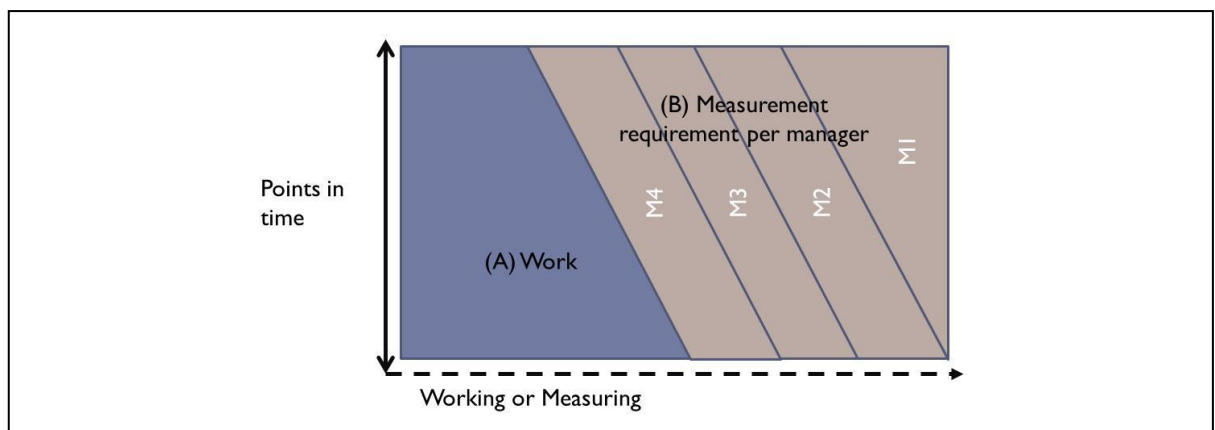 (B) Measurement
requirement per manager
M1
M2
M3
M4
Points in
time
(A) Work
Working or Measuring